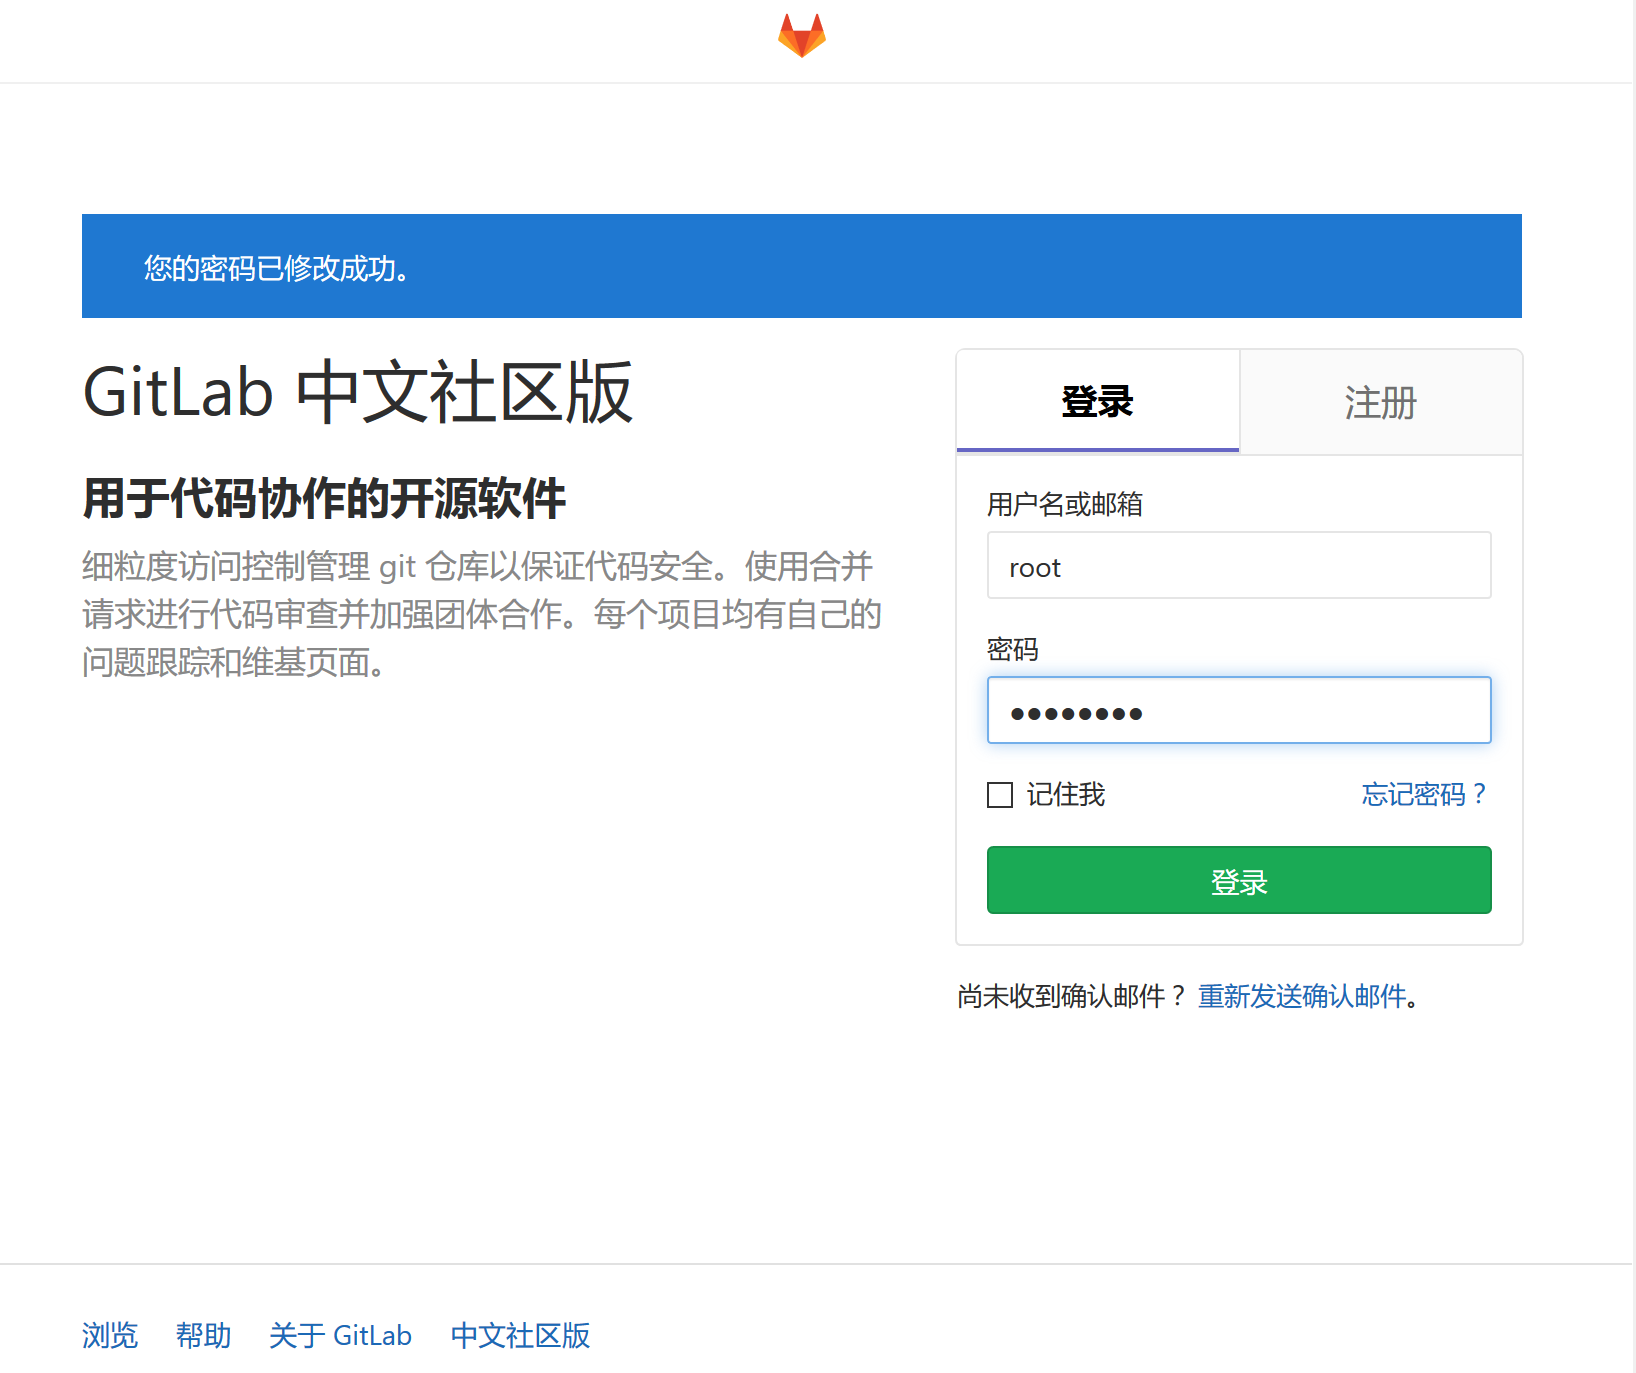 您的密码已修改成功。
GitLab 中文社区版
用于代码协作的开源软件
细粒度访问控制管理 git 仓库以保证代码安全。使用合并
请求进行代码审查并加强团体合作。每个项目均有自己的
问题跟踪和维基页面。
登录
注册
用户名或邮箱
root
密码
••••••••
记住我
忘记密码？
登录
尚未收到确认邮件？ 重新发送确认邮件。
浏览 帮助 关于 GitLab 中文社区版